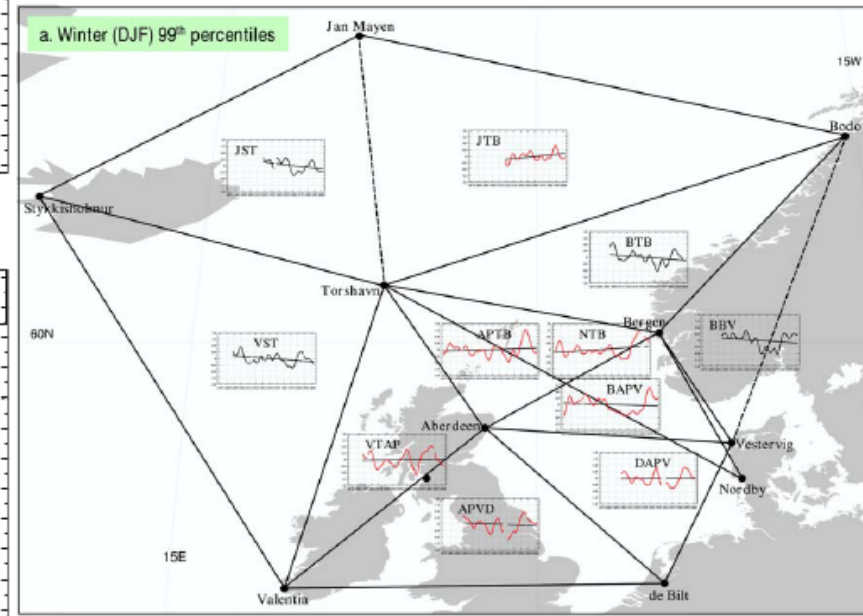 a. Winter (DJF) 99th percentiles
Jan Mayen
15W
Bodo
JST
JTB
Stykkisholmur
BTB
Torshavn
Bergen
BBV
60N
VST
APTB
NTB
BAPV
Aberdeen
Vestervig
VTAP
DAPV
Nordby
APVD
15E
Valentia
de Bilt